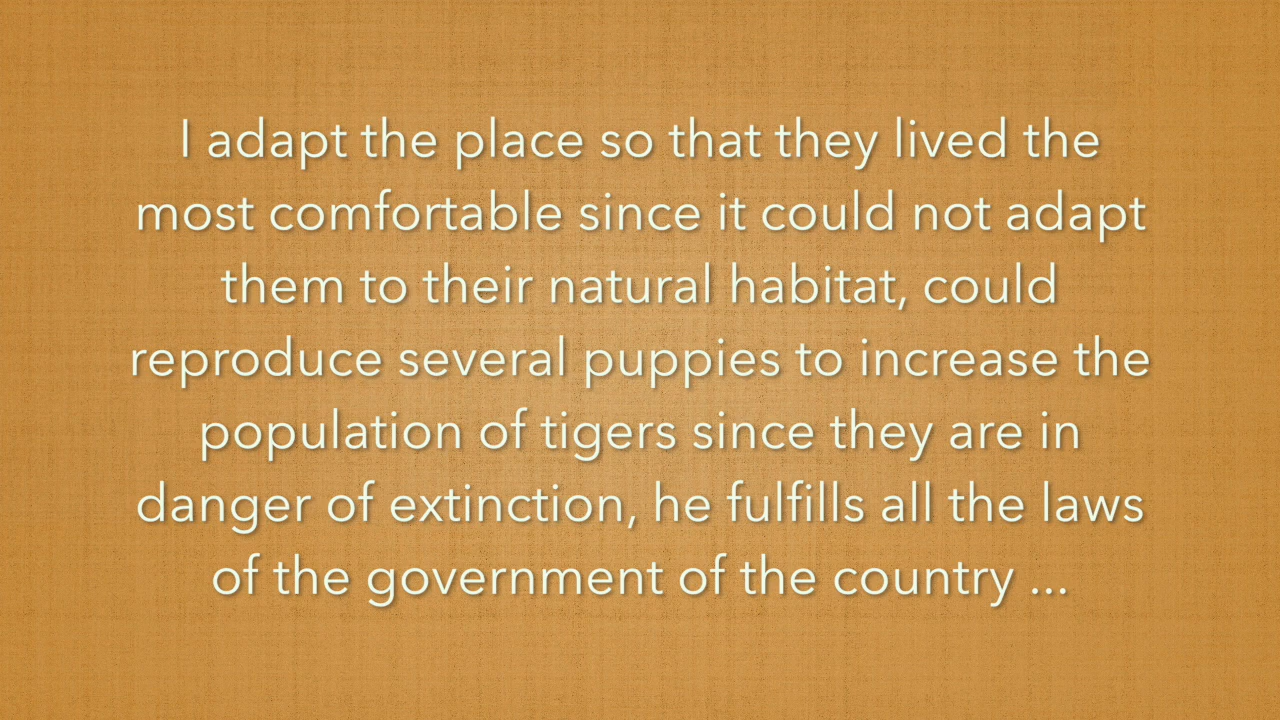 I adapt the place so that they lived the
most comfortable since it could not adapt
them to their natural habitat, could
reproduce several puppies to increase the
population of tigers since they are in
danger of extinction, he fulfills all the laws
of the government of the country ...